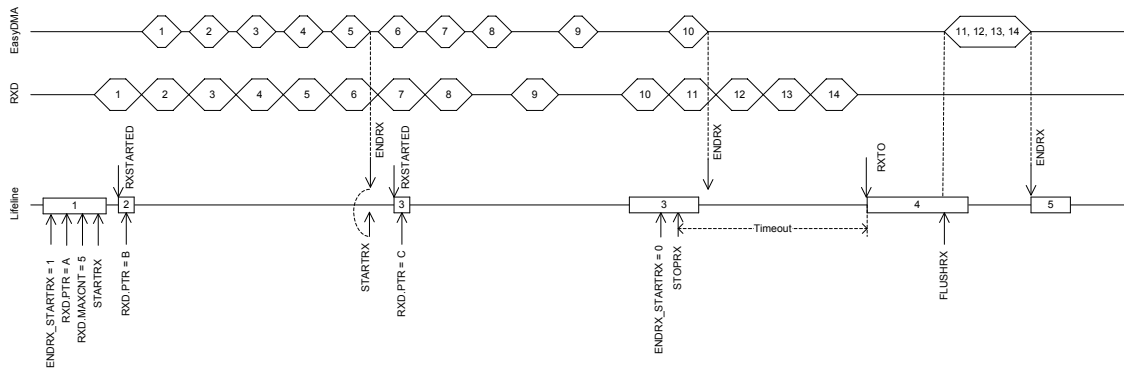 EasyDMA
1 2 3 4 5 6 7 8 9 10 11, 12, 13, 14
RXD
1 2 3 4 5 6 7 8 9 10 11 12 13 14
RXSTARTED
ENDRX
RXSTARTED
ENDRX
RXTO
ENDRX
Lifeline
1 2 3 3 4 5
Timeout
ENDRX_STARTRX = 1
RXD.PTR = A
RXD.MAXCNT = 5
STARTRX
RXD.PTR = B
STARTRX
RXD.PTR = C
ENDRX_STARTRX = 0
STOPRX
FLUSHRX